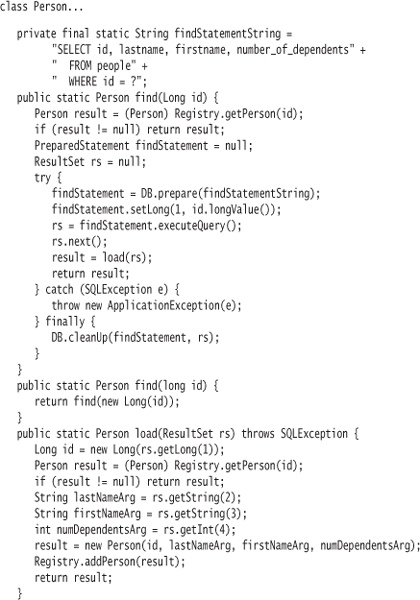 class Person...
private final static String findStatementString =
"SELECT id, lastname, firstname, number_of_dependents" +
"  FROM people" +
"  WHERE id = ?";
public static Person find(Long id) {
Person result = (Person) Registry.getPerson(id);
if (result != null) return result;
PreparedStatement findStatement = null;
ResultSet rs = null;
try {
findStatement = DB.prepare(findStatementString);
findStatement.setLong(1, id.longValue());
rs = findStatement.executeQuery();
rs.next();
result = load(rs);
return result;
} catch (SQLException e) {
throw new ApplicationException(e);
} finally {
DB.cleanUp(findStatement, rs);
}
}
public static Person find(long id) {
return find(new Long(id));
}
public static Person load(ResultSet rs) throws SQLException {
Long id = new Long(rs.getLong(1));
Person result = (Person) Registry.getPerson(id);
if (result != null) return result;
String lastNameArg = rs.getString(2);
String firstNameArg = rs.getString(3);
int numDependentsArg = rs.getInt(4);
result = new Person(id, lastNameArg, firstNameArg, numDependentsArg);
Registry.addPerson(result);
return result;
}